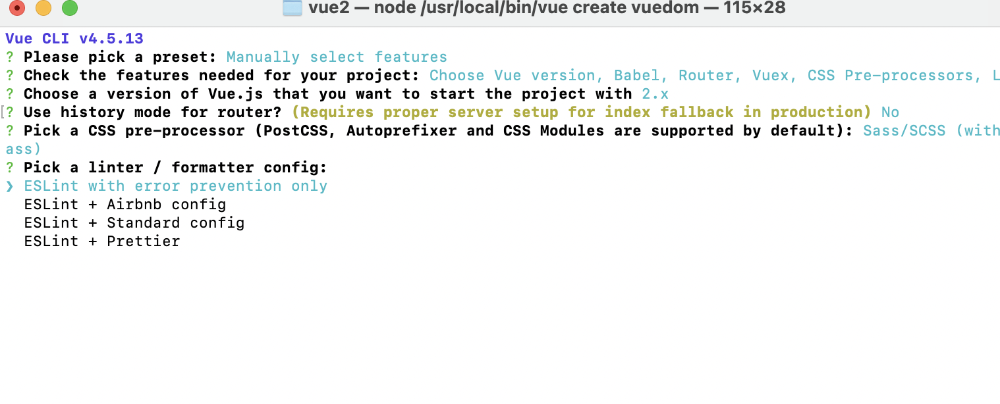 vue2 — node /usr/local/bin/vue create vuedom — 115×28
Vue CLI v4.5.13
? Please pick a preset: Manually select features
? Check the features needed for your project: Choose Vue version, Babel, Router, Vuex, CSS Pre-processors, L
? Choose a version of Vue.js that you want to start the project with 2.x
[? Use history mode for router? (Requires proper server setup for index fallback in production) No
? Pick a CSS pre-processor (PostCSS, Autoprefixer and CSS Modules are supported by default): Sass/SCSS (with
ass)
? Pick a linter / formatter config:
❯ ESLint with error prevention only
ESLint + Airbnb config
ESLint + Standard config
ESLint + Prettier